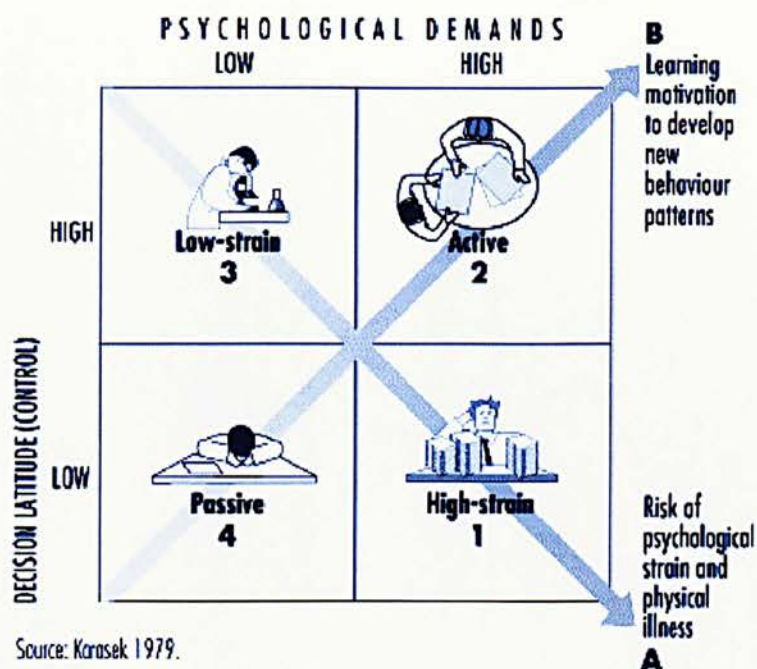 PSYCHOLOGICAL DEMANDS
LOW
HIGH
B
Learning
motivation
to develop
new
behaviour
patterns
HIGH
Low-strain
3
Active
2
DECISION LATITUDE (CONTROL)
LOW
Passive
4
High-strain
1
Risk of
psychological
strain and
physical
illness
A
Source: Karasek 1979.